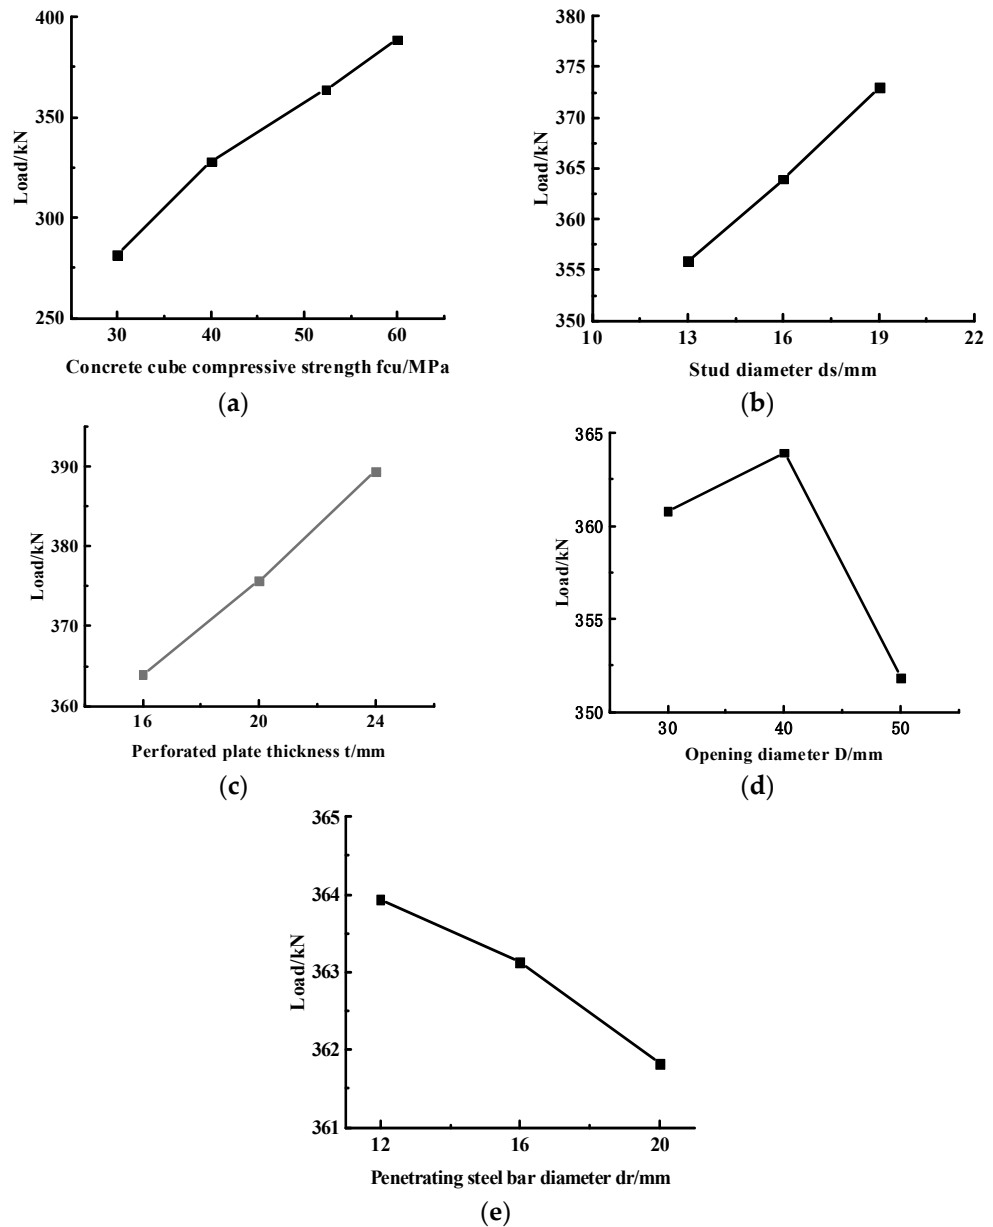 400
350
300
250
Load/kN
30 40 50 60
Concrete cube compressive strength fcu/MPa
(a)
380
375
370
365
360
355
350
Load/kN
10 13 16 19 22
Stud diameter ds/mm
(b)
390
380
370
360
Load/kN
16 20 24
Perforated plate thickness t/mm
(c)
365
360
355
350
Load/kN
30 40 50
Opening diameter D/mm
(d)
365
364
363
362
361
Load/kN
12 16 20
Penetrating steel bar diameter dr/mm
(e)